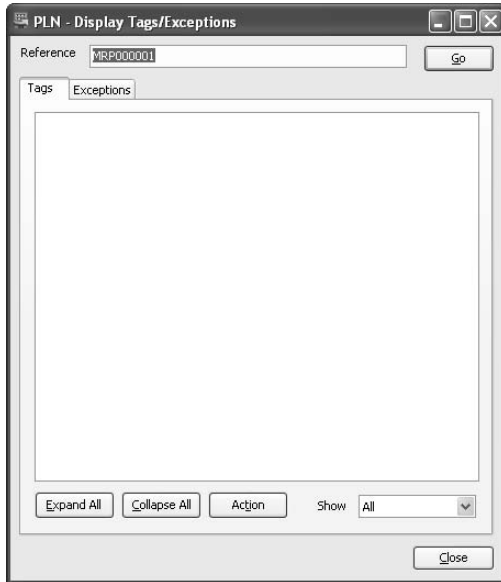 PLN - Display Tags/Exceptions
Reference MRP000001 Go
Tags Exceptions
Expand All Collapse All Action Show All
Close